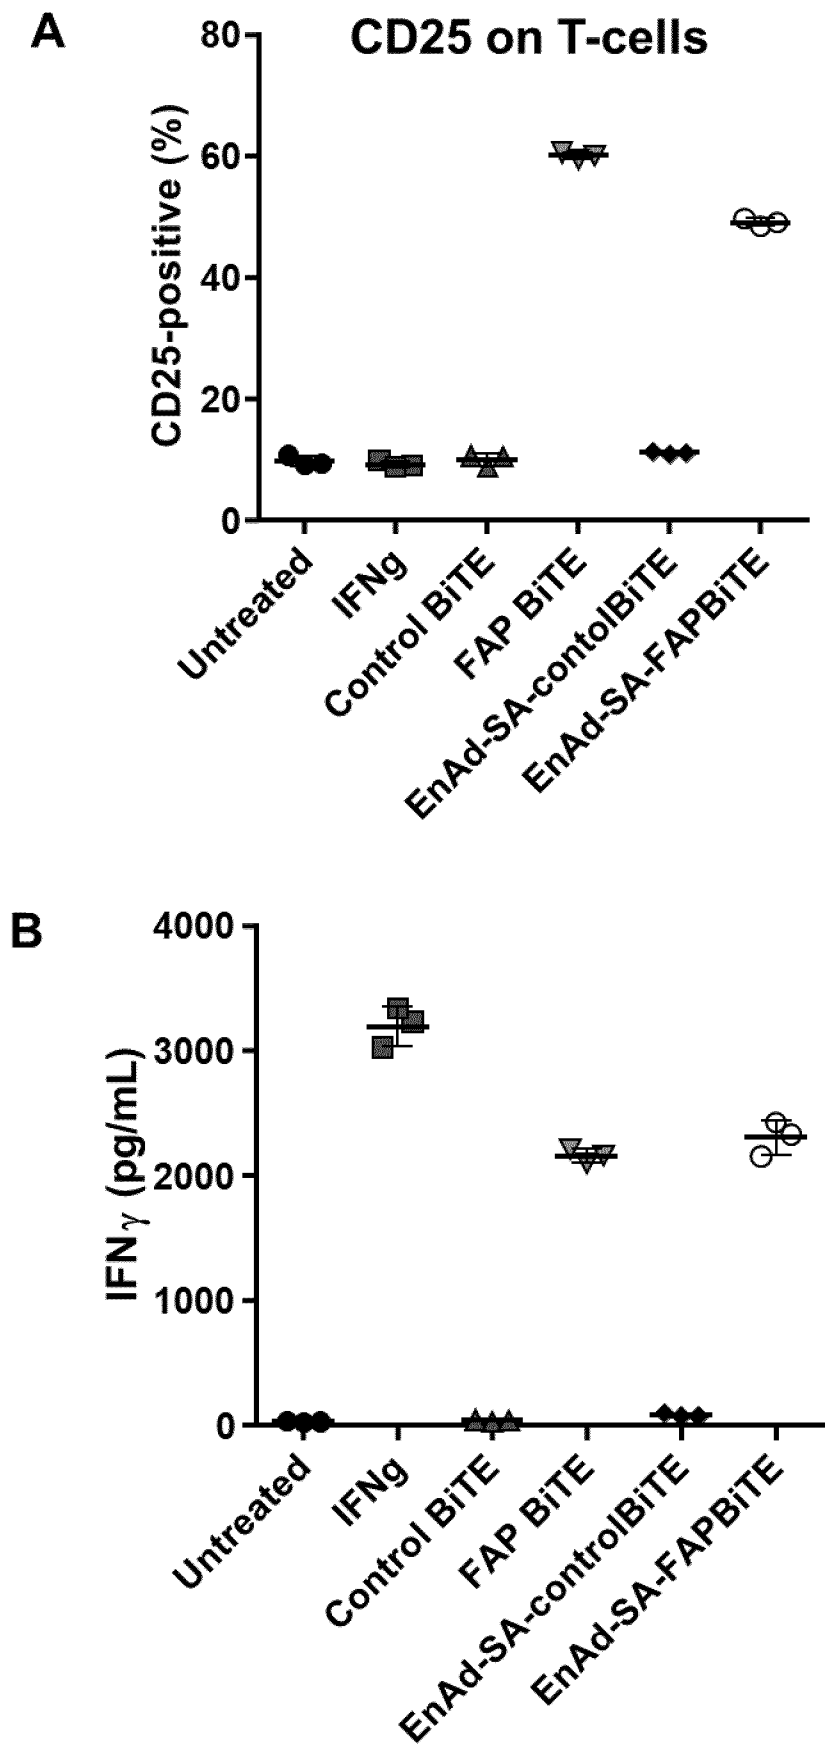 A
CD25 on T-cells
CD25-positive (%)
80
60
40
20
0
Untreated
IFNg
Control BiTE
FAP BiTE
EnAd-SA-contolBiTE
EnAd-SA-FAPBiTE
B
IFNγ (pg/mL)
4000
3000
2000
1000
0
Untreated
IFNg
Control BiTE
FAP BiTE
EnAd-SA-controlBiTE
EnAd-SA-FAPBiTE